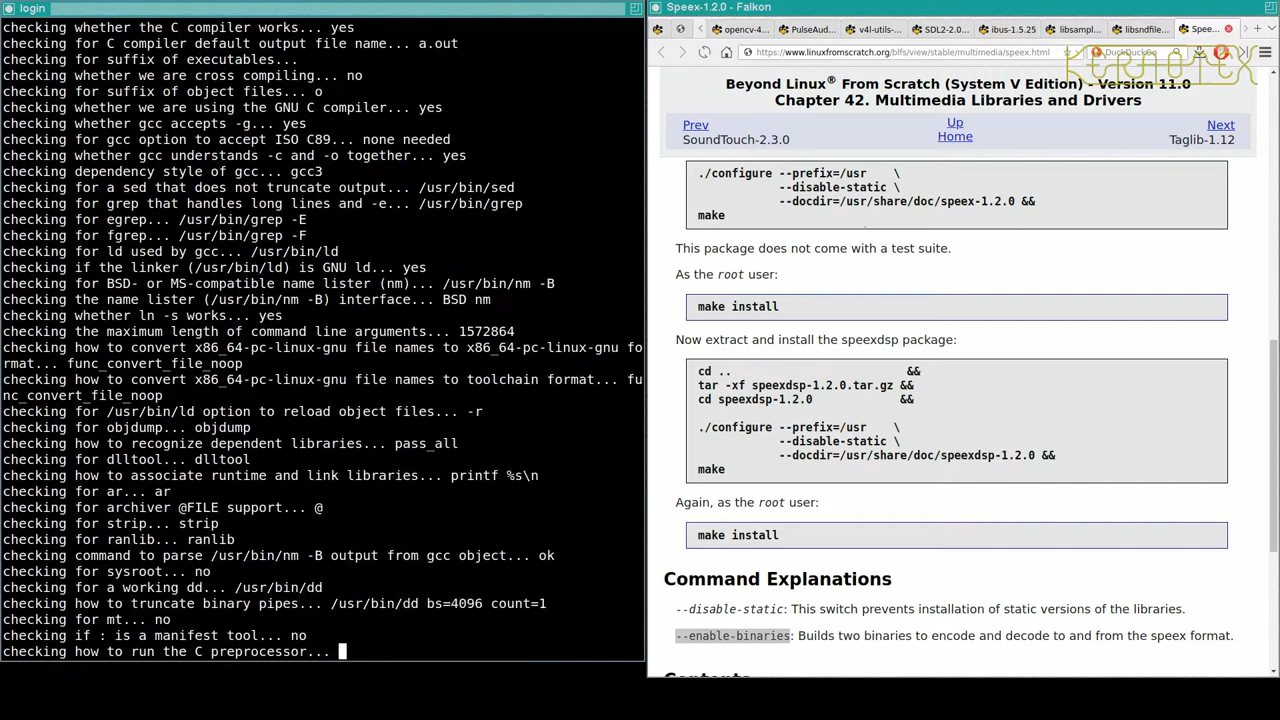 login
checking whether the C compiler works... yes
checking for C compiler default output file name... a.out
checking for suffix of executables...
checking whether we are cross compiling... no
checking for suffix of object files... o
checking whether we are using the GNU C compiler... yes
checking whether gcc accepts -g... yes
checking for gcc option to accept ISO C89... none needed
checking whether gcc understands -c and -o together... yes
checking dependency style of gcc... gcc3
checking for a sed that does not truncate output... /usr/bin/sed
checking for grep that handles long lines and -e... /usr/bin/grep
checking for egrep... /usr/bin/grep -E
checking for fgrep... /usr/bin/grep -F
checking for ld used by gcc... /usr/bin/ld
checking if the linker (/usr/bin/ld) is GNU ld... yes
checking for BSD- or MS-compatible name lister (nm)... /usr/bin/nm -B
checking the name lister (/usr/bin/nm -B) interface... BSD nm
checking whether ln -s works... yes
checking the maximum length of command line arguments... 1572864
checking how to convert x86_64-pc-linux-gnu file names to x86_64-pc-linux-gnu fo
rmat... func_convert_file_noop
checking how to convert x86_64-pc-linux-gnu file names to toolchain format... fu
nc_convert_file_noop
checking for /usr/bin/ld option to reload object files... -r
checking for objdump... objdump
checking how to recognize dependent libraries... pass_all
checking for dlltool... dlltool
checking how to associate runtime and link libraries... printf %s\n
checking for ar... ar
checking for archiver @FILE support... @
checking for strip... strip
checking for ranlib... ranlib
checking command to parse /usr/bin/nm -B output from gcc object... ok
checking for sysroot... no
checking for a working dd... /usr/bin/dd
checking how to truncate binary pipes... /usr/bin/dd bs=4096 count=1
checking for mt... no
checking if : is a manifest tool... no
checking how to run the C preprocessor...
Speex-1.2.0 - Falkon
opencv-4... PulseAud... v4l-utils-... SDL2-2.0... ibus-1.5.25 libsampl... libsndfile... Spee...
https://www.linuxfromscratch.org/blfs/view/stable/multimedia/speex.html DuckDuckGo
KERNOTEX
Beyond Linux® From Scratch (System V Edition) - Version 11.0
Chapter 42. Multimedia Libraries and Drivers
Prev Up Next
SoundTouch-2.3.0 Home Taglib-1.12
./configure --prefix=/usr \
--disable-static \
--docdir=/usr/share/doc/speex-1.2.0 &&
make
This package does not come with a test suite.
As the root user:
make install
Now extract and install the speexdsp package:
cd .. &&
tar -xf speexdsp-1.2.0.tar.gz &&
cd speexdsp-1.2.0 &&
./configure --prefix=/usr \
--disable-static \
--docdir=/usr/share/doc/speexdsp-1.2.0 &&
make
Again, as the root user:
make install
Command Explanations
--disable-static: This switch prevents installation of static versions of the libraries.
--enable-binaries: Builds two binaries to encode and decode to and from the speex format.
Contents